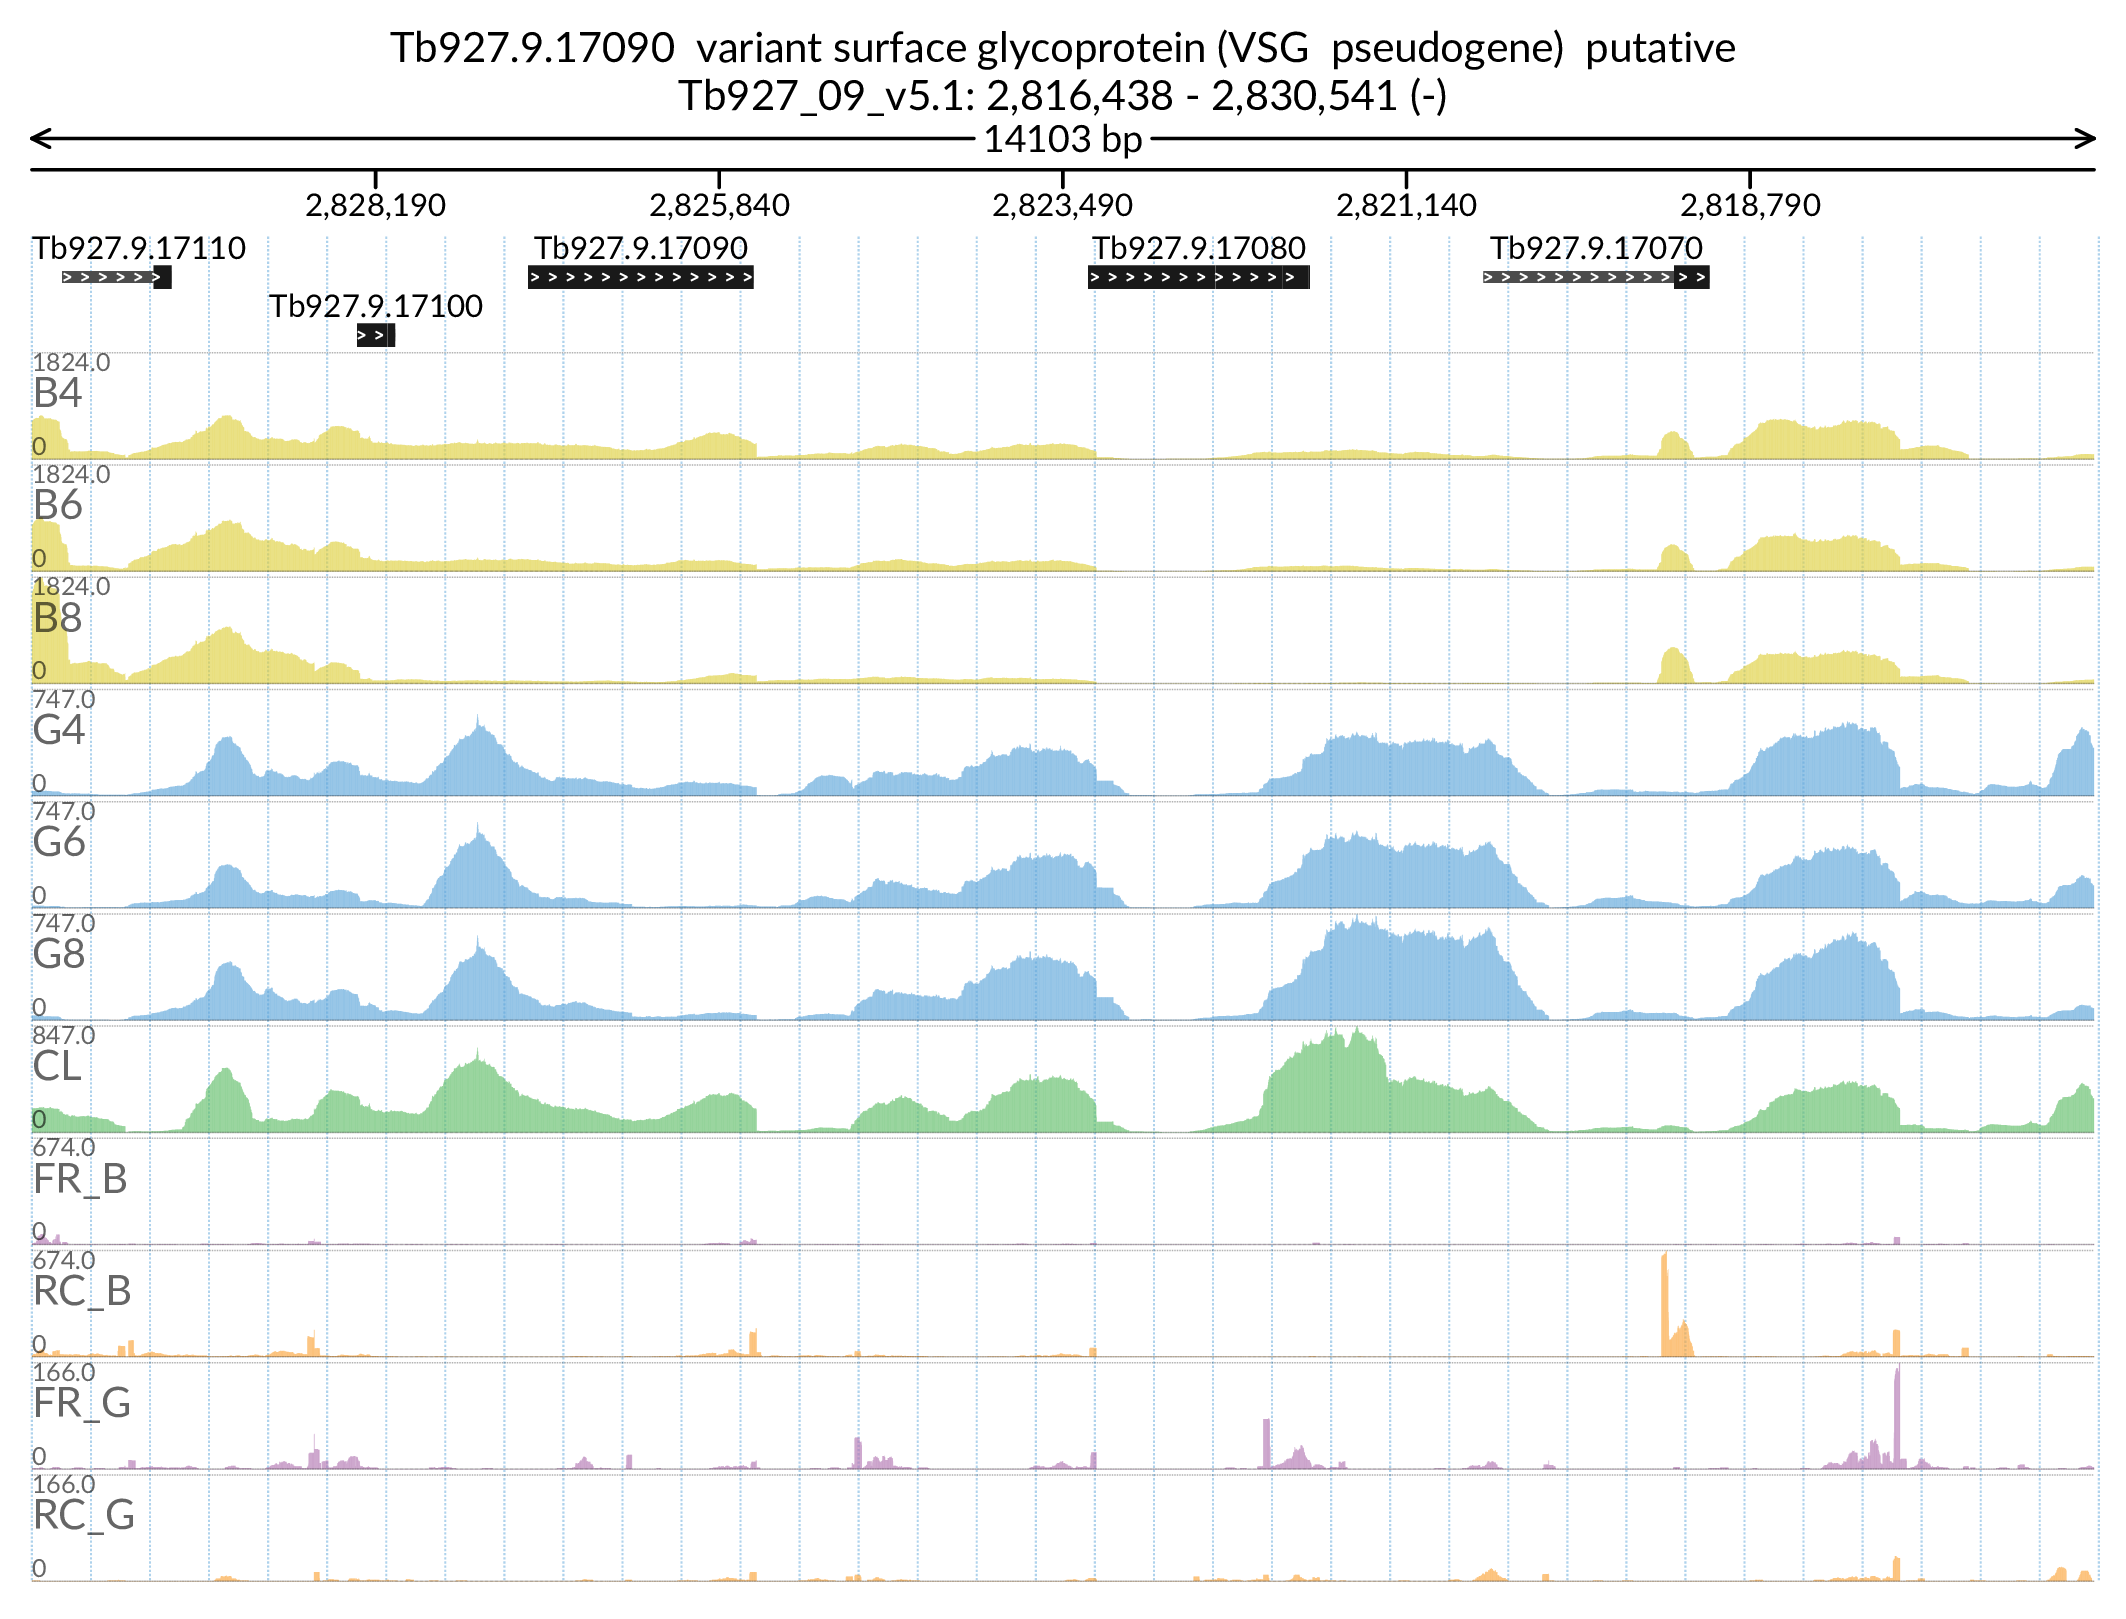 Tb927.9.17090 variant surface glycoprotein (VSG pseudogene) putative
Tb927_09_v5.1: 2,816,438 - 2,830,541 (-)
14103 bp
2,828,190 2,825,840 2,823,490 2,821,140 2,818,790
Tb927.9.17110 Tb927.9.17090 Tb927.9.17080 Tb927.9.17070
Tb927.9.17100
1824.0
B4
0
1824.0
B6
0
1824.0
B8
0
747.0
G4
0
747.0
G6
0
747.0
G8
0
847.0
CL
0
674.0
FR_B
0
674.0
RC_B
0
166.0
FR_G
0
166.0
RC_G
0